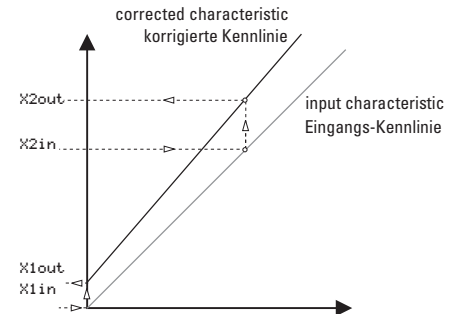 corrected characteristic
korrigierte Kennlinie
X2out
input characteristic
Eingangs-Kennlinie
X2in
X1out
X1in